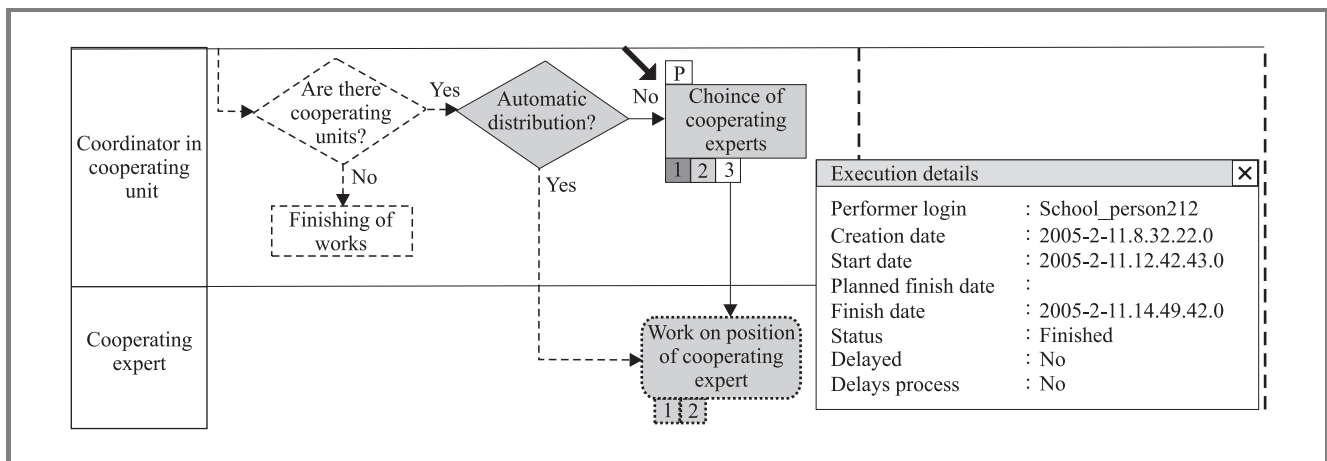 Coordinator in
cooperating
unit
Are there
cooperating
units?
Yes
No
Finishing of
works
Automatic
distribution?
No
Yes
P
Choince of
cooperating
experts
1 2 3
Execution details
Performer login : School_person212
Creation date : 2005-2-11.8.32.22.0
Start date : 2005-2-11.12.42.43.0
Planned finish date :
Finish date : 2005-2-11.14.49.42.0
Status : Finished
Delayed : No
Delays process : No
Cooperating
expert
Work on position
of cooperating
expert
1 2